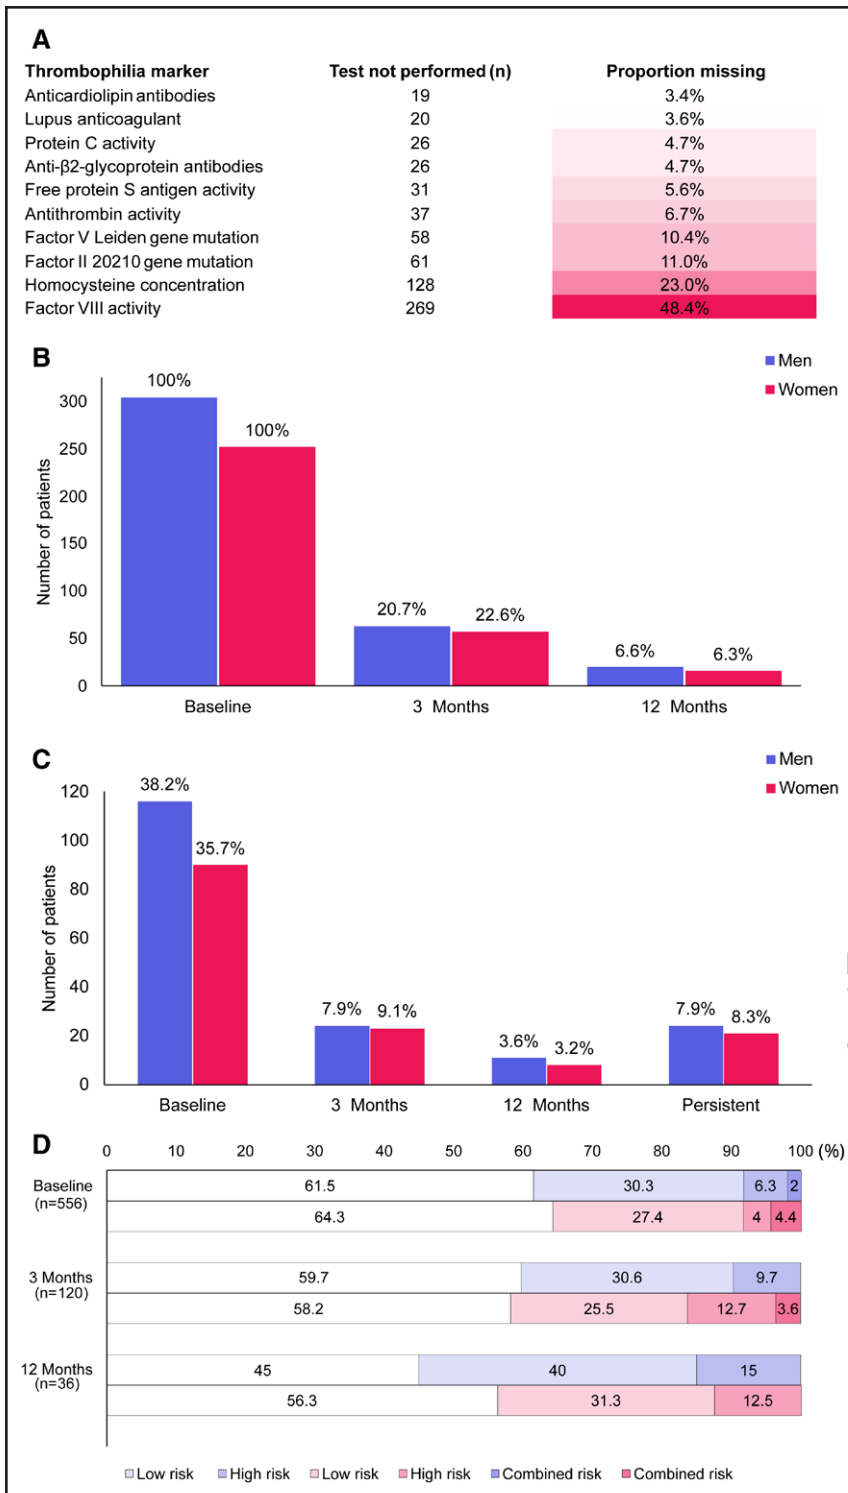 A
Thrombophilia marker Test not performed (n) Proportion missing
Anticardiolipin antibodies 19 3.4%
Lupus anticoagulant 20 3.6%
Protein C activity 26 4.7%
Anti-β2-glycoprotein antibodies 26 4.7%
Free protein S antigen activity 31 5.6%
Antithrombin activity 37 6.7%
Factor V Leiden gene mutation 58 10.4%
Factor II 20210 gene mutation 61 11.0%
Homocysteine concentration 128 23.0%
Factor VIII activity 269 48.4%
B
Men
Women
Number of patients
300
250
200
150
100
50
0
100%
100%
20.7%
22.6%
6.6%
6.3%
Baseline 3 Months 12 Months
C
Men
Women
Number of patients
120
100
80
60
40
20
0
38.2%
35.7%
7.9%
9.1%
3.6%
3.2%
7.9%
8.3%
Baseline 3 Months 12 Months Persistent
D
0 10 20 30 40 50 60 70 80 90 100 (%)
Baseline
(n=556)
61.5 30.3 6.3 2
64.3 27.4 4 4.4
3 Months
(n=120)
59.7 30.6 9.7
58.2 25.5 12.7 3.6
12 Months
(n=36)
45 40 15
56.3 31.3 12.5
Low risk High risk Low risk High risk Combined risk Combined risk